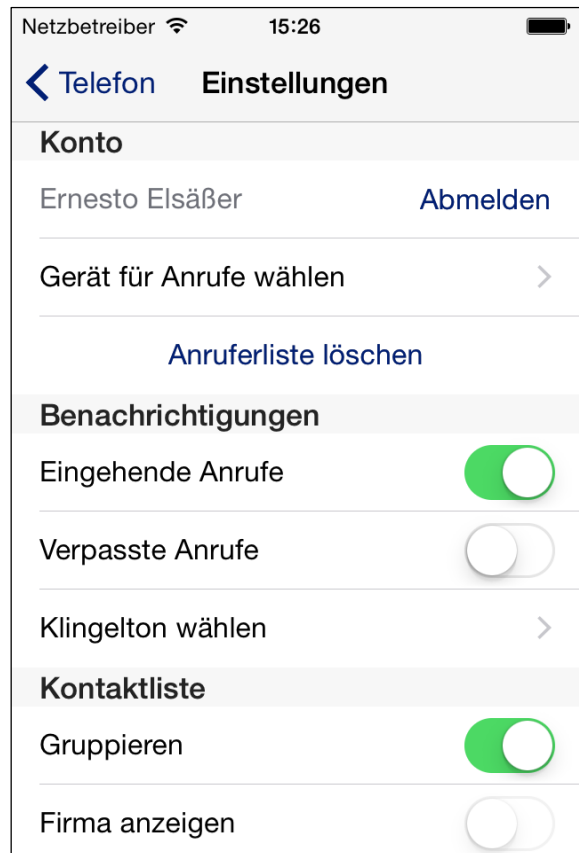 Netzbetreiber 15:26
Telefon Einstellungen
Konto
Ernesto Elsäßer Abmelden
Gerät für Anrufe wählen
Anruferliste löschen
Benachrichtigungen
Eingehende Anrufe
Verpasste Anrufe
Klingelton wählen
Kontaktliste
Gruppieren
Firma anzeigen